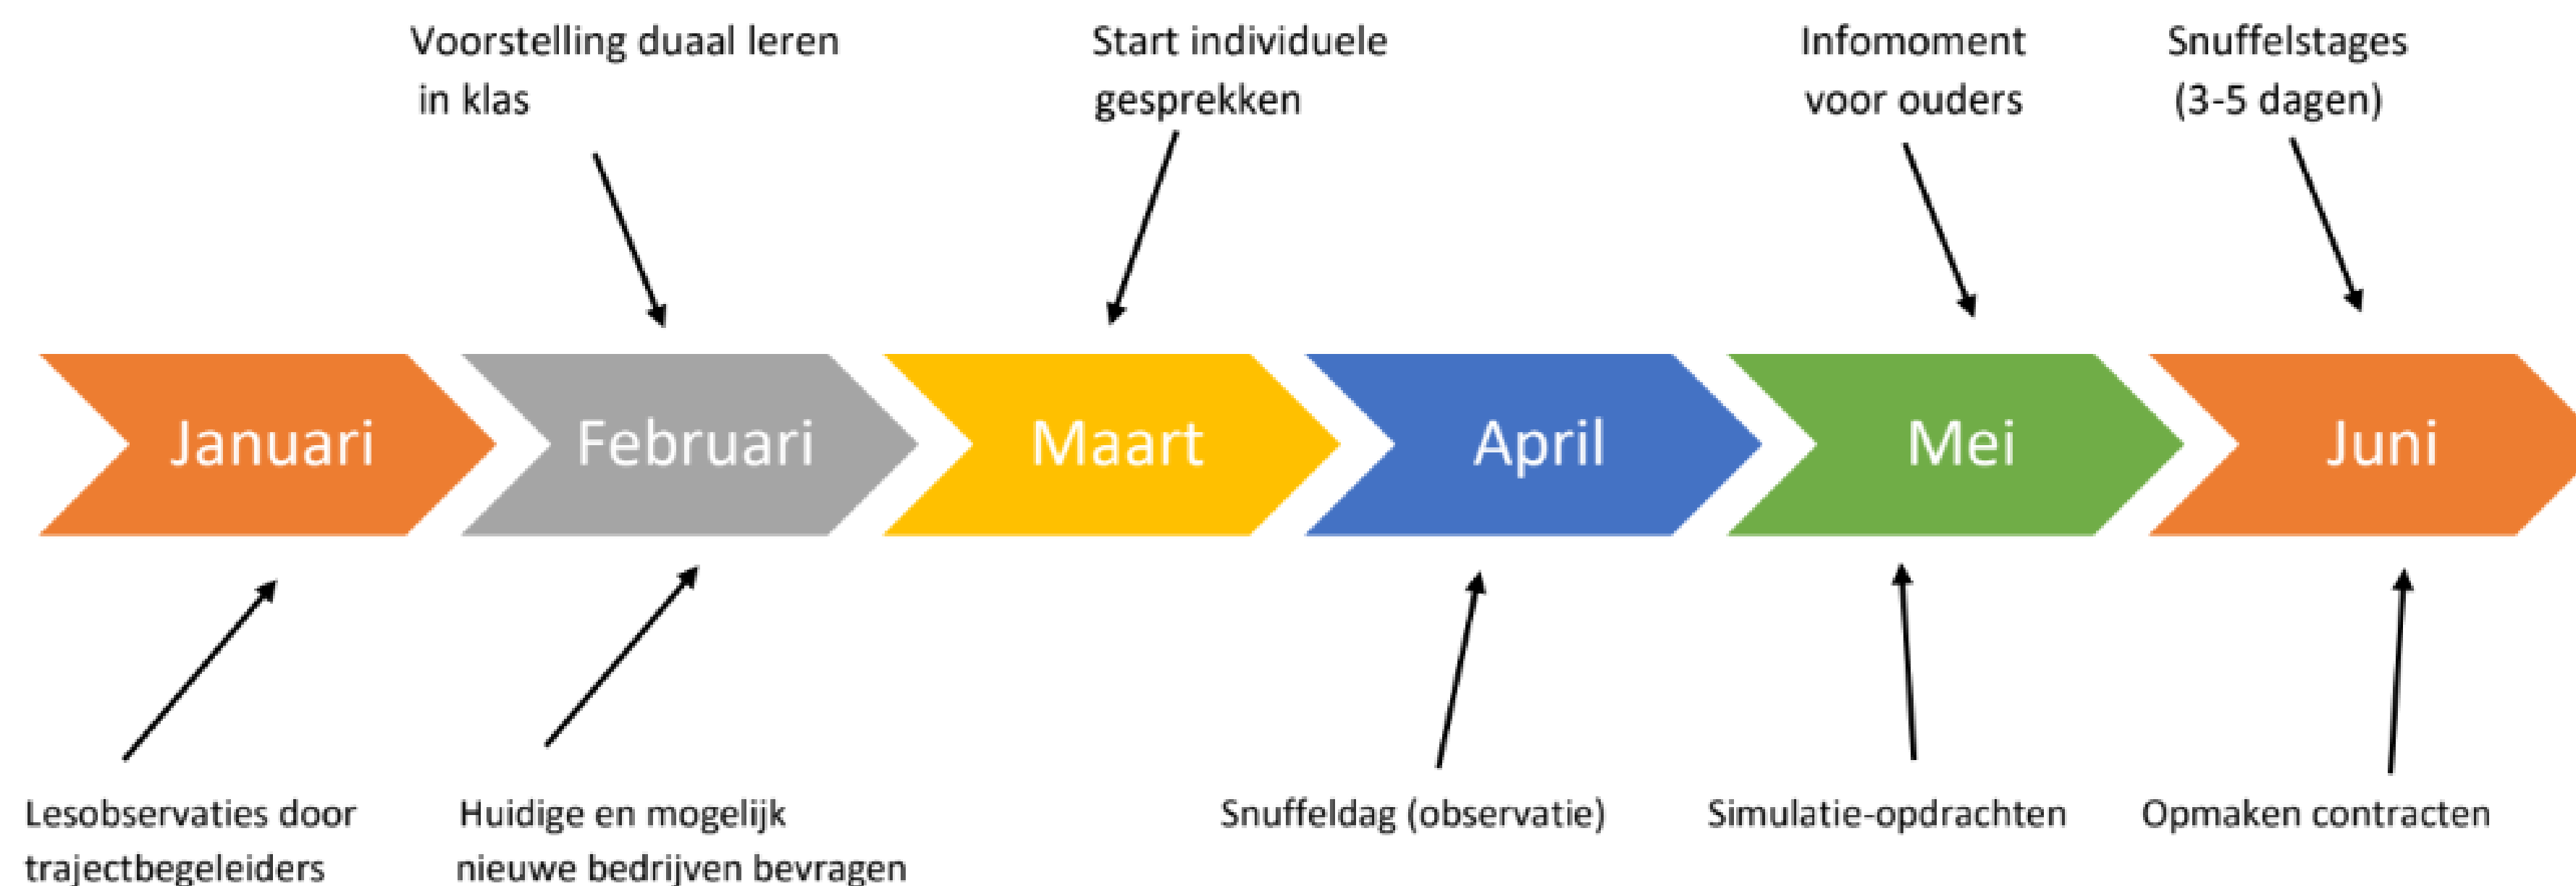 Voorstelling duaal leren
in klas
Start individuele
gesprekken
Infomoment
voor ouders
Snuffelstages
(3-5 dagen)
Januari
Februari
Maart
April
Mei
Juni
Lesobservaties door
trajectbegeleiders
Huidige en mogelijk
nieuwe bedrijven bevragen
Snuffeldag (observatie)
Simulatie-opdrachten
Opmaken contracten